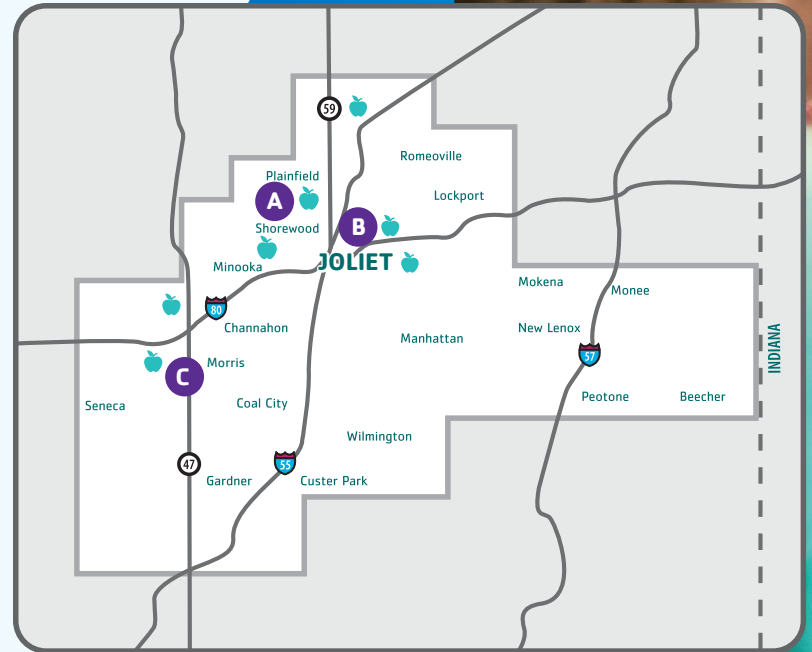 59
Romeoville
Plainfield
Lockport
A
B
Shorewood
JOLIET
Minooka
Mokena
Monee
80
Channahon
New Lenox
Manhattan
INDIANA
57
Morris
C
Peotone
Beecher
Seneca
Coal City
Wilmington
47
55
Gardner
Custer Park